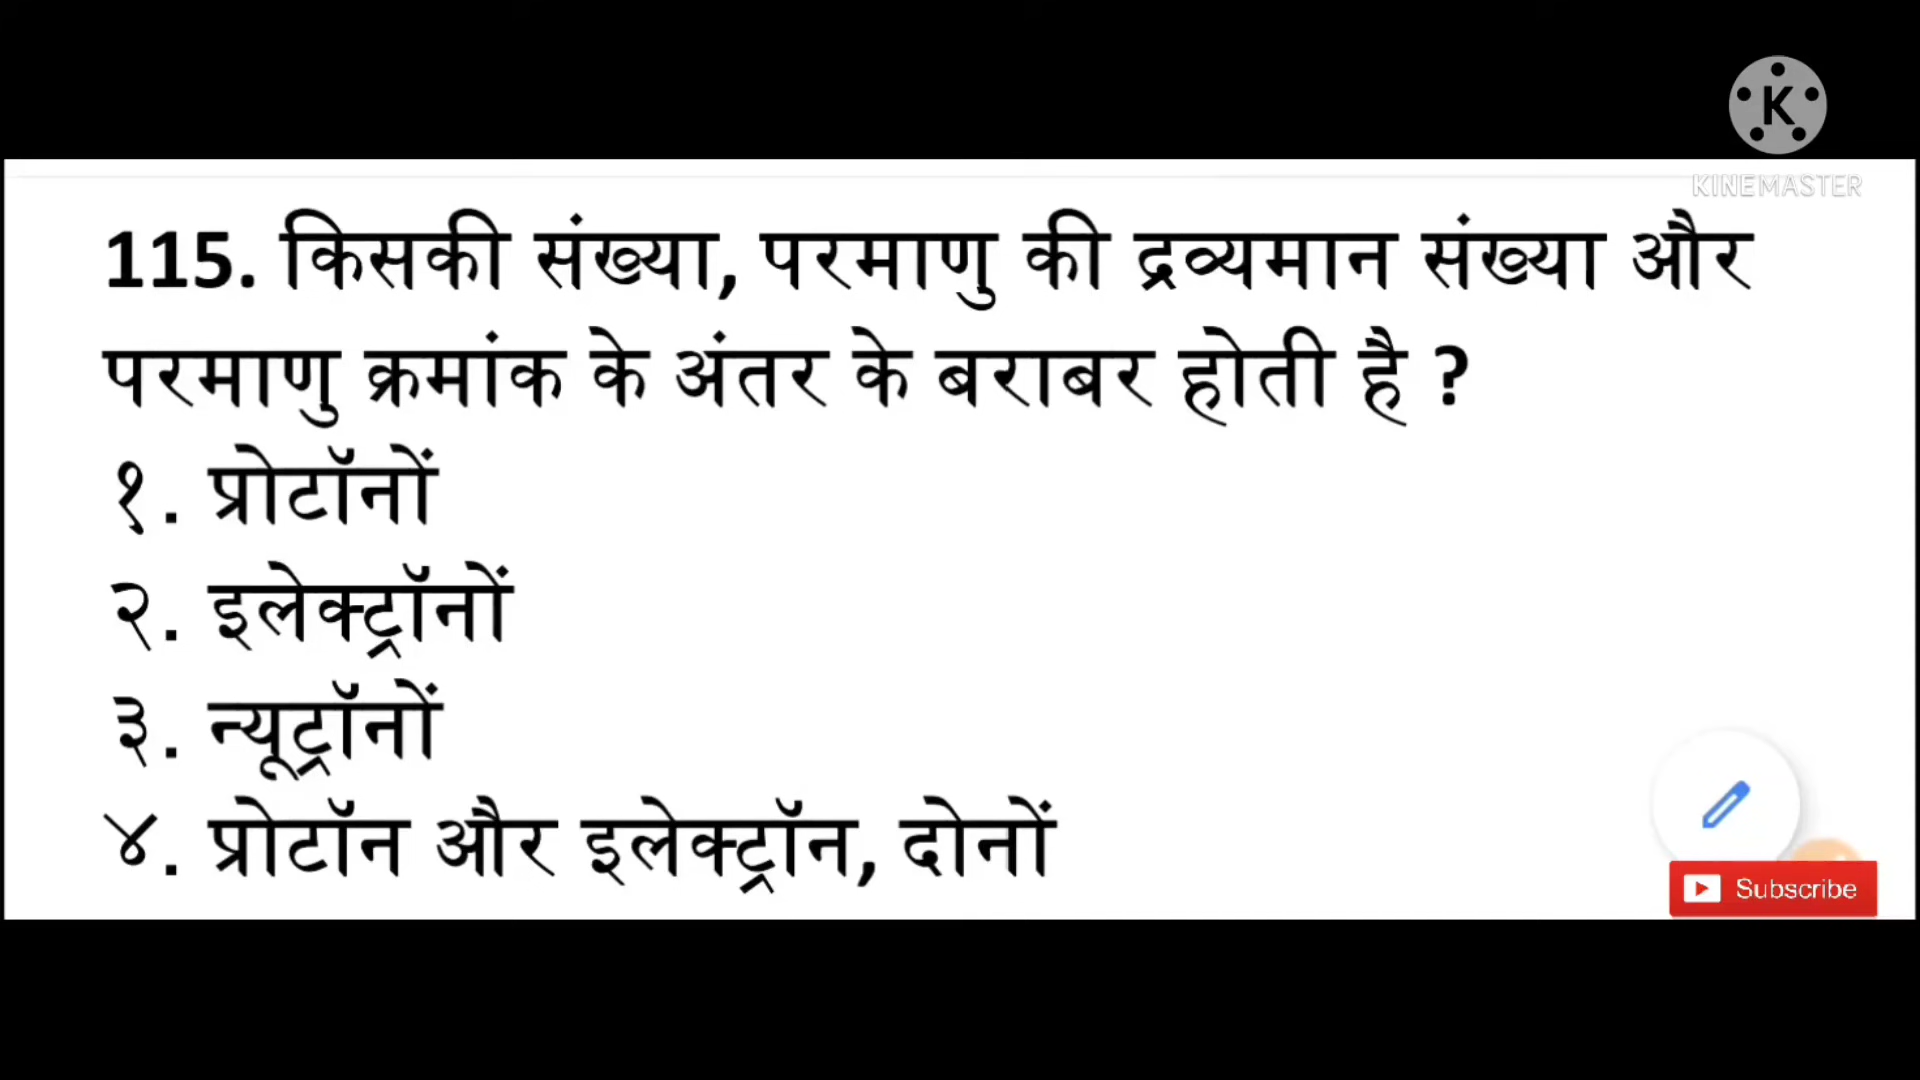 KINEMASTER
115. किसकी संख्या, परमाणु की द्रव्यमान संख्या और
परमाणु क्रमांक के अंतर के बराबर होती है ?
१. प्रोटॉनों
२. इलेक्ट्रॉनों
३. न्यूट्रॉनों
४. प्रोटॉन और इलेक्ट्रॉन, दोनों
Subscribe